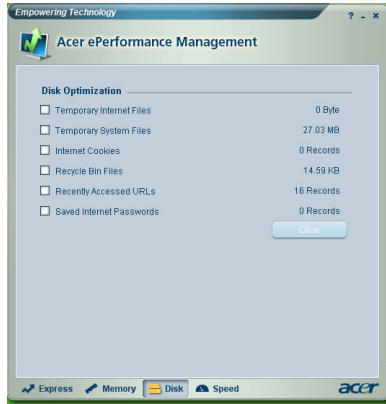 Empowering Technology
? - x
Acer ePerformance Management
Disk Optimization
Temporary Internet Files 0 Byte
Temporary System Files 27.03 MB
Internet Cookies 0 Records
Recycle Bin Files 14.59 KB
Recently Accessed URLs 16 Records
Saved Internet Passwords 0 Records
Clear
Express Memory Disk Speed acer